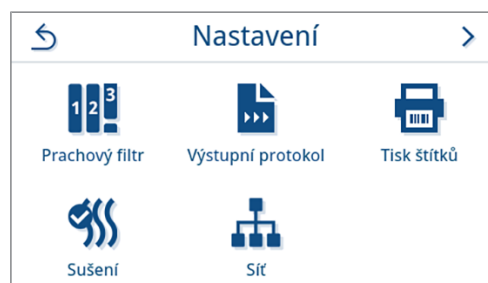 Nastavení
1 2 3
Prachový filtr
Výstupní protokol
Tisk štítků
Sušení
Síť